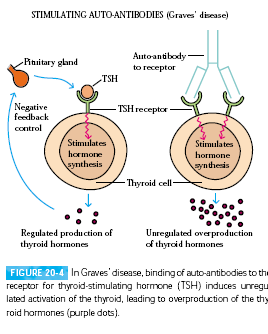 STIMULATING AUTO-ANTIBODIES (Graves' disease)
Pituitary gland
TSH
Auto-antibody
to receptor
Negative
feedback
control
TSH receptor
Stimulates
hormone
synthesis
Stimulates
hormone
synthesis
Thyroid cell
Regulated production of
thyroid hormones
Unregulated overproduction
of thyroid hormones
FIGURE 20-4 In Graves' disease, binding of auto-antibodies to the
receptor for thyroid-stimulating hormone (TSH) induces unregu-
lated activation of the thyroid, leading to overproduction of the thy-
roid hormones (purple dots).